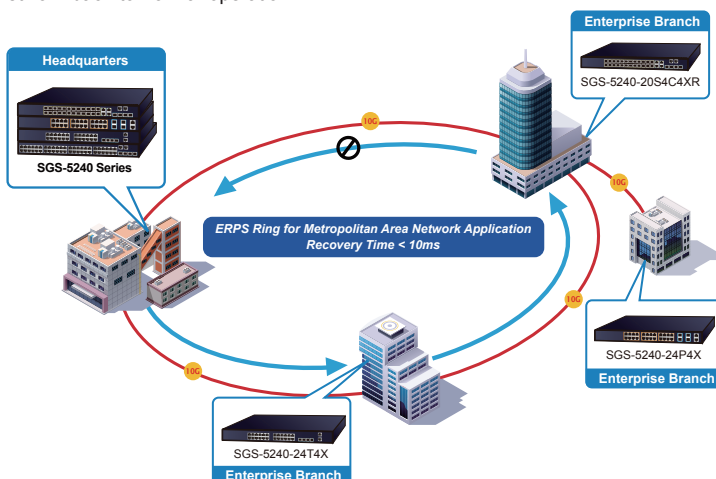 Headquarters
SGS-5240 Series
Enterprise Branch
SGS-5240-20S4C4XR
10G
10G
ERPS Ring for Metropolitan Area Network Application
Recovery Time < 10ms
10G
10G
SGS-5240-24P4X
Enterprise Branch
SGS-5240-24T4X
Enterprise Branch